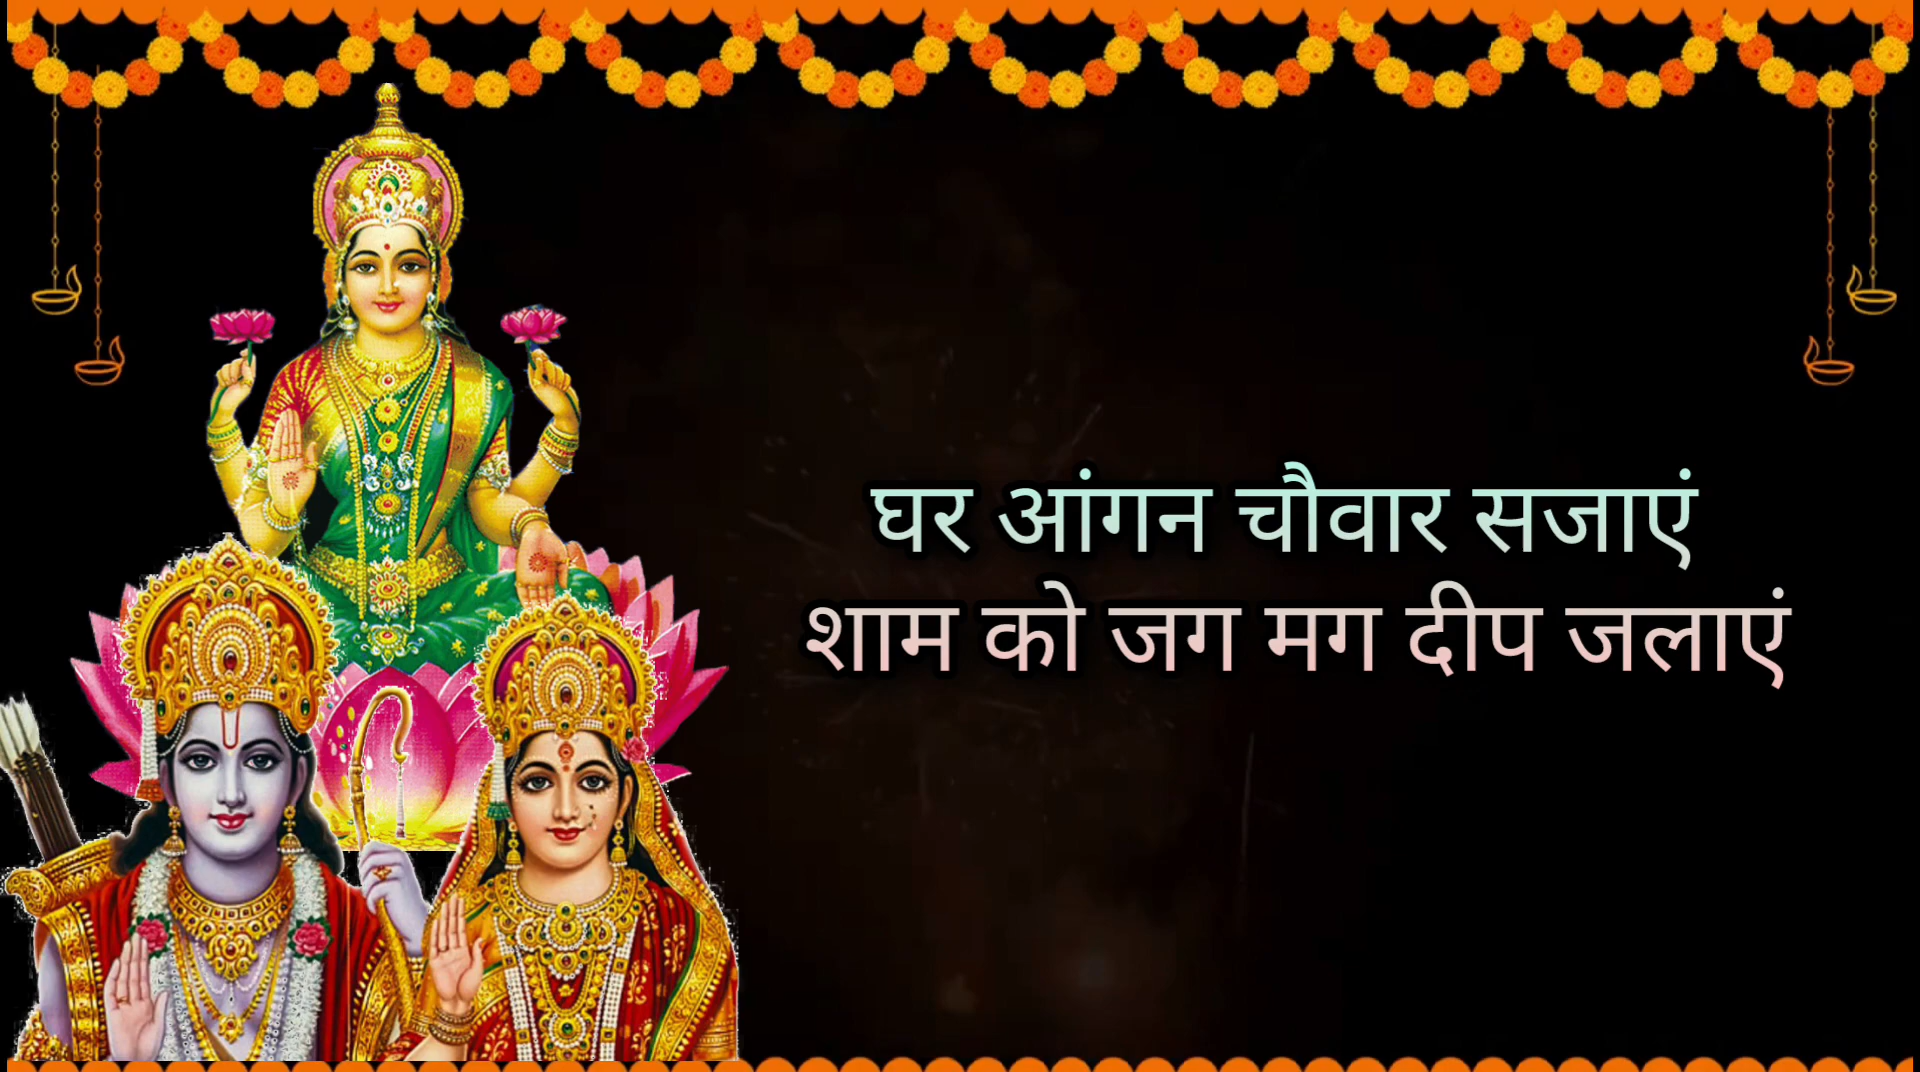 घर आंगन चौवार सजाएं
शाम को जग मग दीप जलाएं